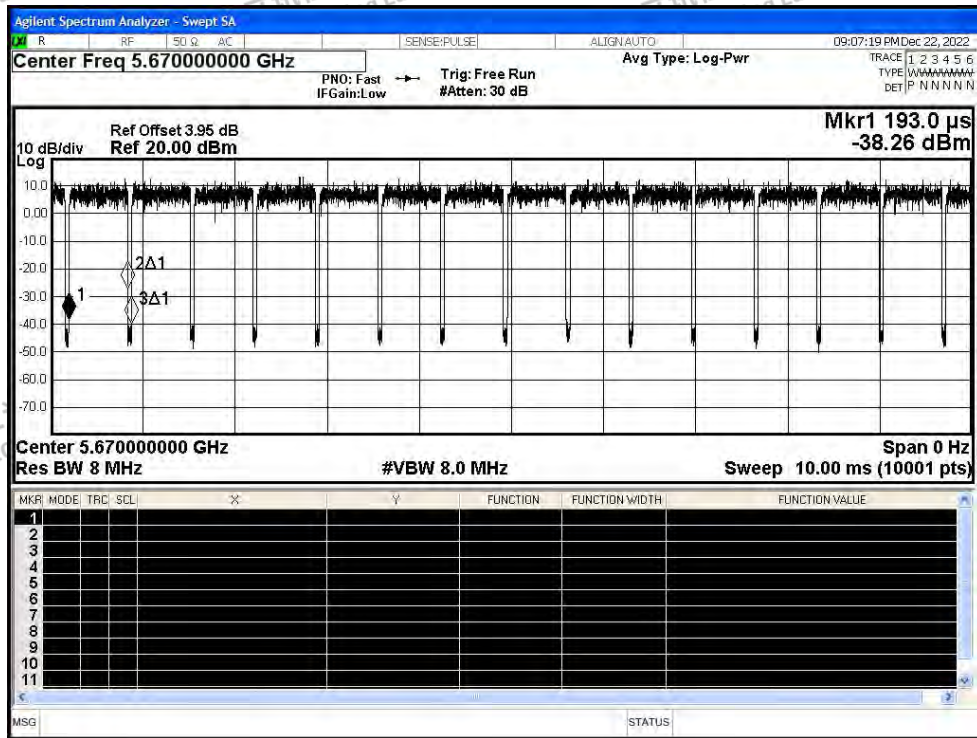 Agilent Spectrum Analyzer - Swept SA
LXI R RF 50 Ω AC SENSE:PULSE ALIGN AUTO 09:07:19 PM Dec 22, 2022
Center Freq 5.670000000 GHz Avg Type: Log-Pwr TRACE 1 2 3 4 5 6
PNO: Fast Trig: Free Run TYPE WWWWWW
IFGain:Low #Atten: 30 dB DET P N N N N N
Mkr1 193.0 µs
Ref Offset 3.95 dB
10 dB/div Ref 20.00 dBm -38.26 dBm
Log
10.0
0.00
-10.0
2Δ1
-20.0
-30.0 1 3Δ1
-40.0
-50.0
-60.0
-70.0
Center 5.670000000 GHz Span 0 Hz
Res BW 8 MHz #VBW 8.0 MHz Sweep 10.00 ms (10001 pts)
MKR MODE TRC SCL X Y FUNCTION FUNCTION WIDTH FUNCTION VALUE
1
2
3
4
5
6
7
8
9
10
11
MSG STATUS